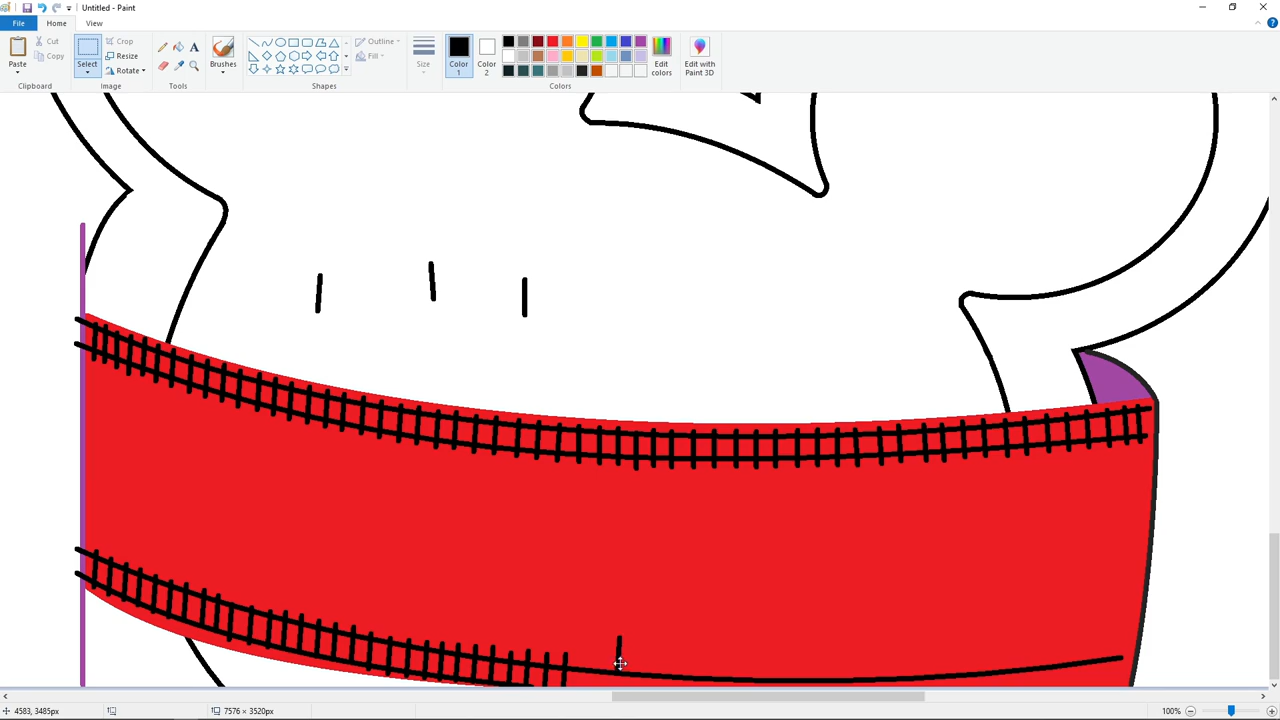 Untitled - Paint
File Home View
Paste
Cut
Copy
Clipboard
Select
Crop
Resize
Rotate
Image
A
Tools
Brushes
Outline
Fill
Shapes
Size
Color 1
Color 2
Edit colors
Colors
Edit with Paint 3D
4583, 3485px
7576 × 3520px
100%